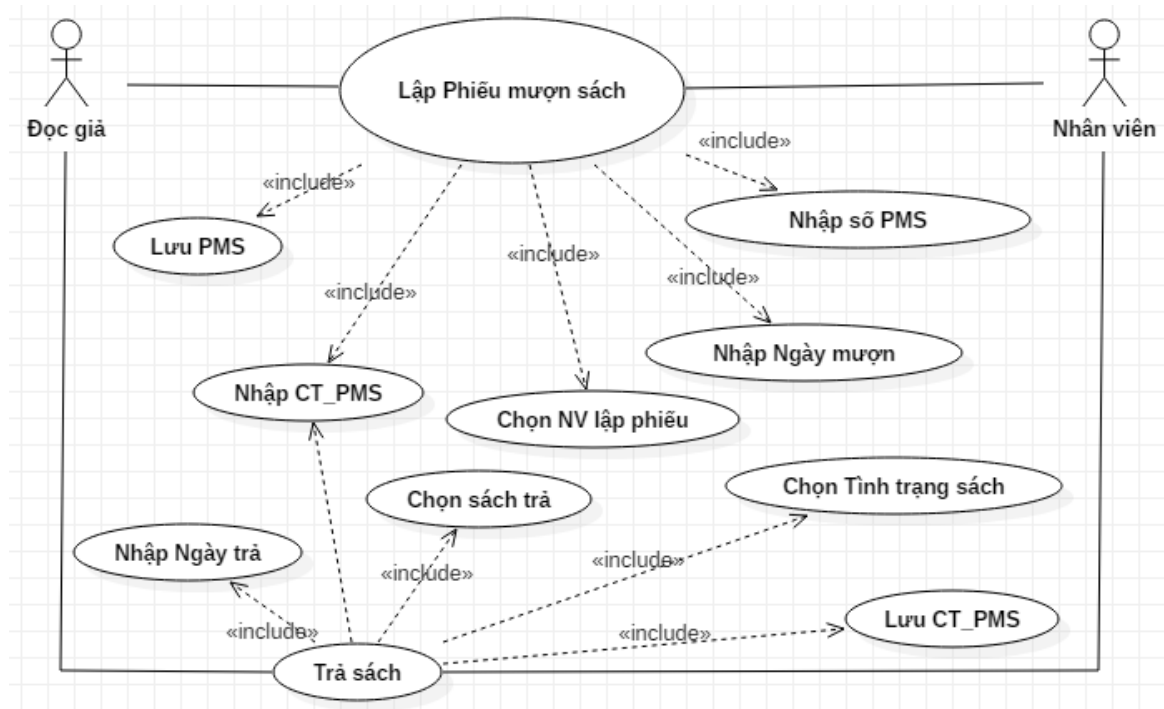 Lập Phiếu mượn sách
Đọc giả
Nhân viên
«include»
«include»
Nhập số PMS
Lưu PMS
«include»
«include»
«include»
Nhập Ngày mượn
Nhập CT_PMS
Chọn NV lập phiếu
Chọn Tình trạng sách
Chọn sách trả
Nhập Ngày trả
«include»
«include»
Lưu CT_PMS
«include»
«include»
Trả sách